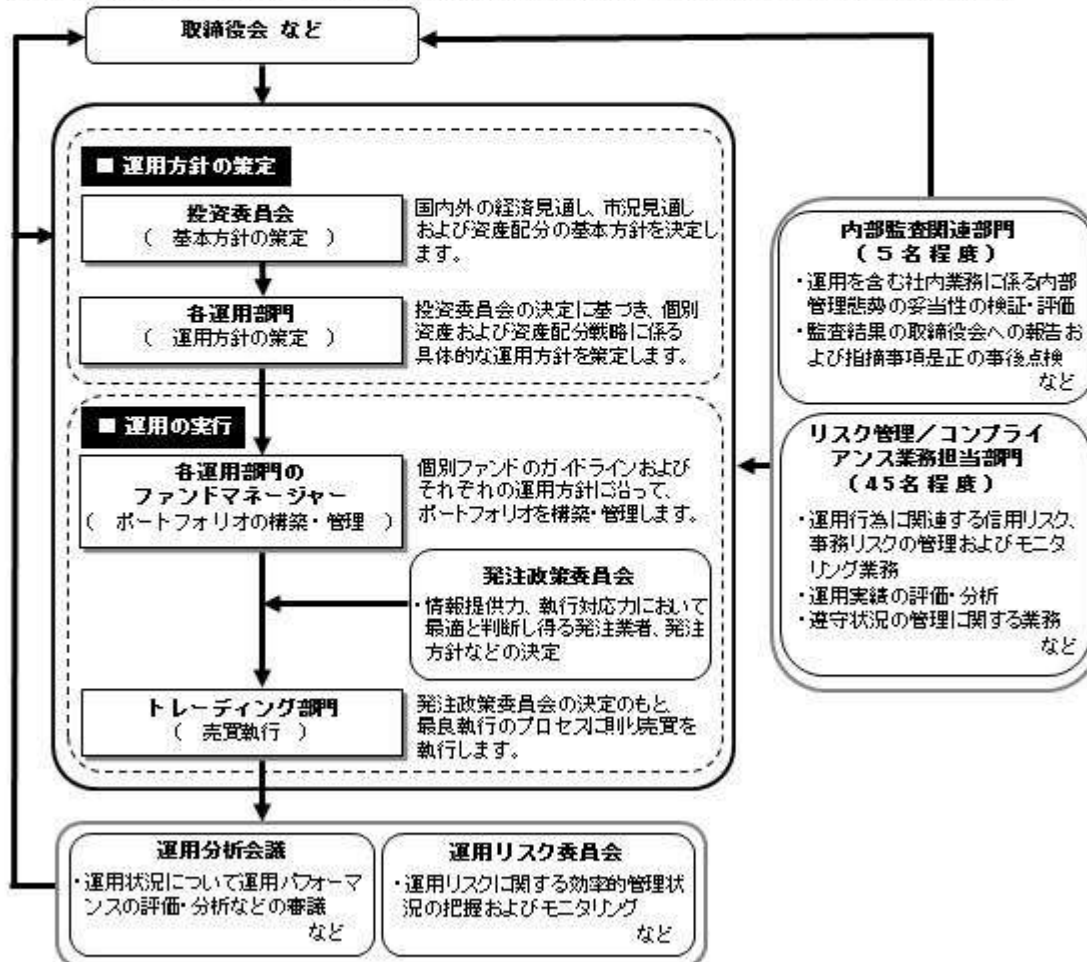 取締役会 など
■ 運用方針の策定
投資委員会
（ 基本方針の策定 ）
国内外の経済見通し、市況見通し
および資産配分の基本方針を決定し
ます。
各運用部門
（ 運用方針の策定 ）
投資委員会の決定に基づき、個別
資産および資産配分戦略に係る
具体的な運用方針を策定します。
■ 運用の実行
各運用部門の
ファンドマネージャー
（ ポートフォリオの構築・管理 ）
個別ファンドのガイドラインおよび
それぞれの運用方針に沿って、
ポートフォリオを構築・管理します。
発注政策委員会
・情報提供力、執行対応力において
最適と判断し得る発注業者、発注
方針などの決定
トレーディング部門
（ 売買執行 ）
発注政策委員会の決定のもと、
最良執行のプロセスに則り売買を
執行します。
内部監査関連部門
（５名程度）
・運用を含む社内業務に係る内部
管理態勢の妥当性の検証・評価
・監査結果の取締役会への報告お
よび指摘事項是正の事後点検
など
リスク管理／コンプライ
アンス業務担当部門
（45名程度）
・運用行為に関連する信用リスク、
事務リスクの管理およびモニタ
リング業務
・運用実績の評価・分析
・遵守状況の管理に関する業務
など
運用分析会議
・運用状況について運用パフォーマ
ンスの評価・分析などの審議
など
運用リスク委員会
・運用リスクに関する効率的管理状
況の把握およびモニタリング
など